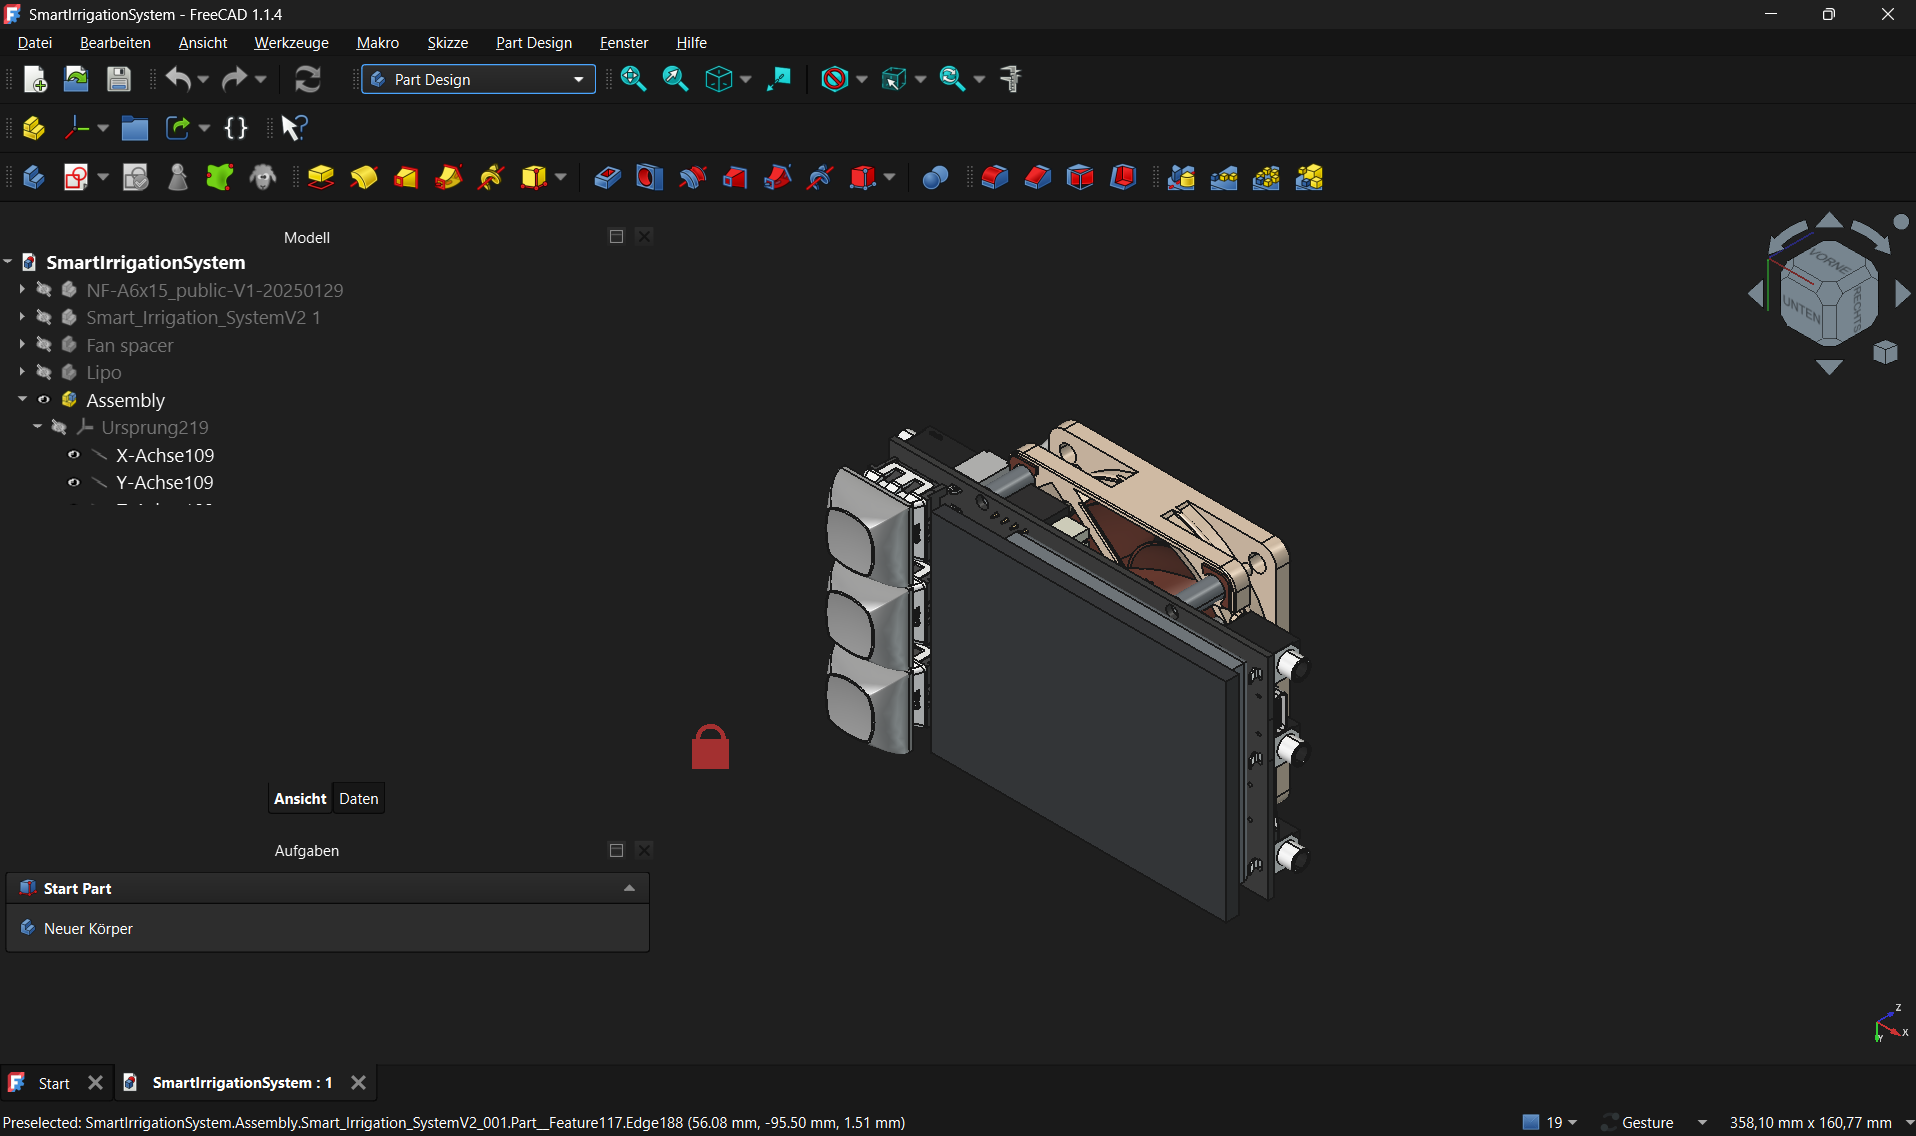 SmartIrrigationSystem - FreeCAD 1.1.4
Datei Bearbeiten Ansicht Werkzeuge Makro Skizze Part Design Fenster Hilfe
Part Design
Modell
SmartIrrigationSystem
NF-A6x15_public-V1-20250129
Smart_Irrigation_SystemV2 1
Fan spacer
Lipo
Assembly
Ursprung219
X-Achse109
Y-Achse109
VORNE
UNTEN
RECHTS
Ansicht Daten
Aufgaben
Start Part
Neuer Körper
Z
X
Y
Start
SmartIrrigationSystem : 1
Preselected: SmartIrrigationSystem.Assembly.Smart_Irrigation_SystemV2_001.Part__Feature117.Edge188 (56.08 mm, -95.50 mm, 1.51 mm)
19 Gesture 358,10 mm x 160,77 mm